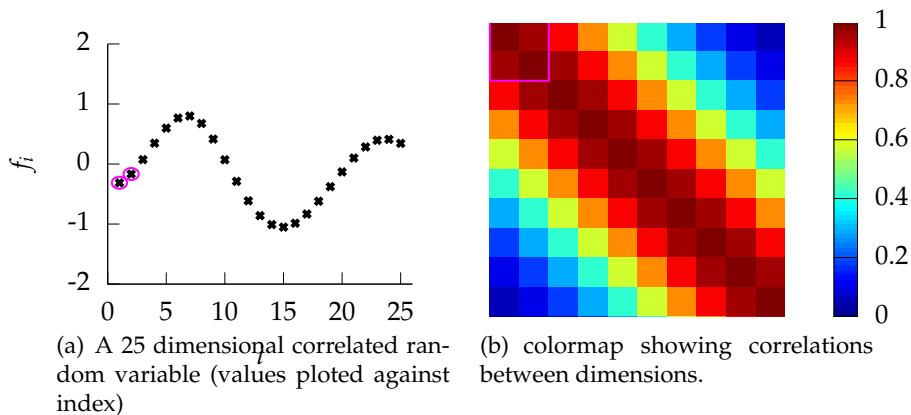 2
1
0
-1
-2
f_i
0
5
10
15
20
25
i
(a) A 25 dimensional correlated ran-
dom variable (values ploted against
index)
1
0.8
0.6
0.4
0.2
0
(b) colormap showing correlations
between dimensions.